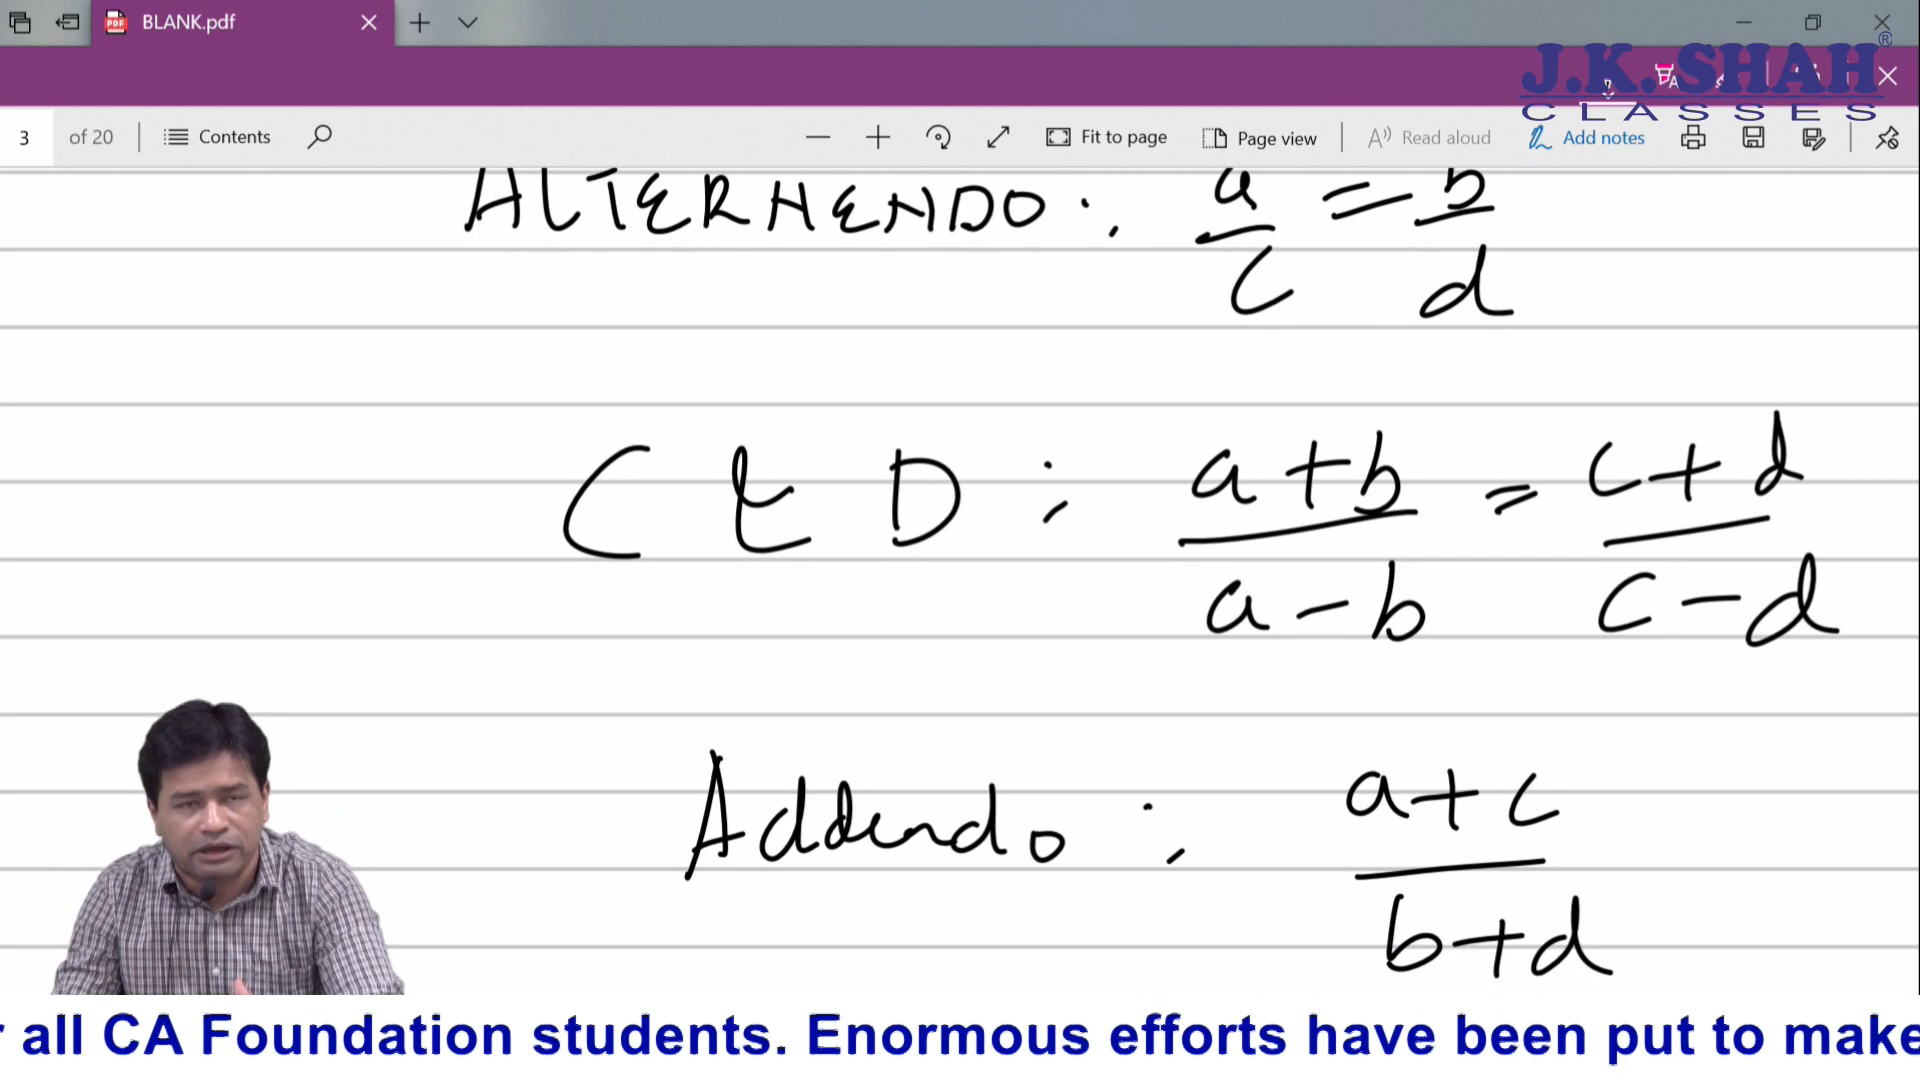 BLANK.pdf
J.K.SHAH®
CLASSES
3 of 20 Contents Fit to page Page view Read aloud Add notes
ALTERNENDO : a/c = b/d
C & D : a+b/a-b = c+d/c-d
Addendo : a+c/b+d
all CA Foundation students. Enormous efforts have been put to make